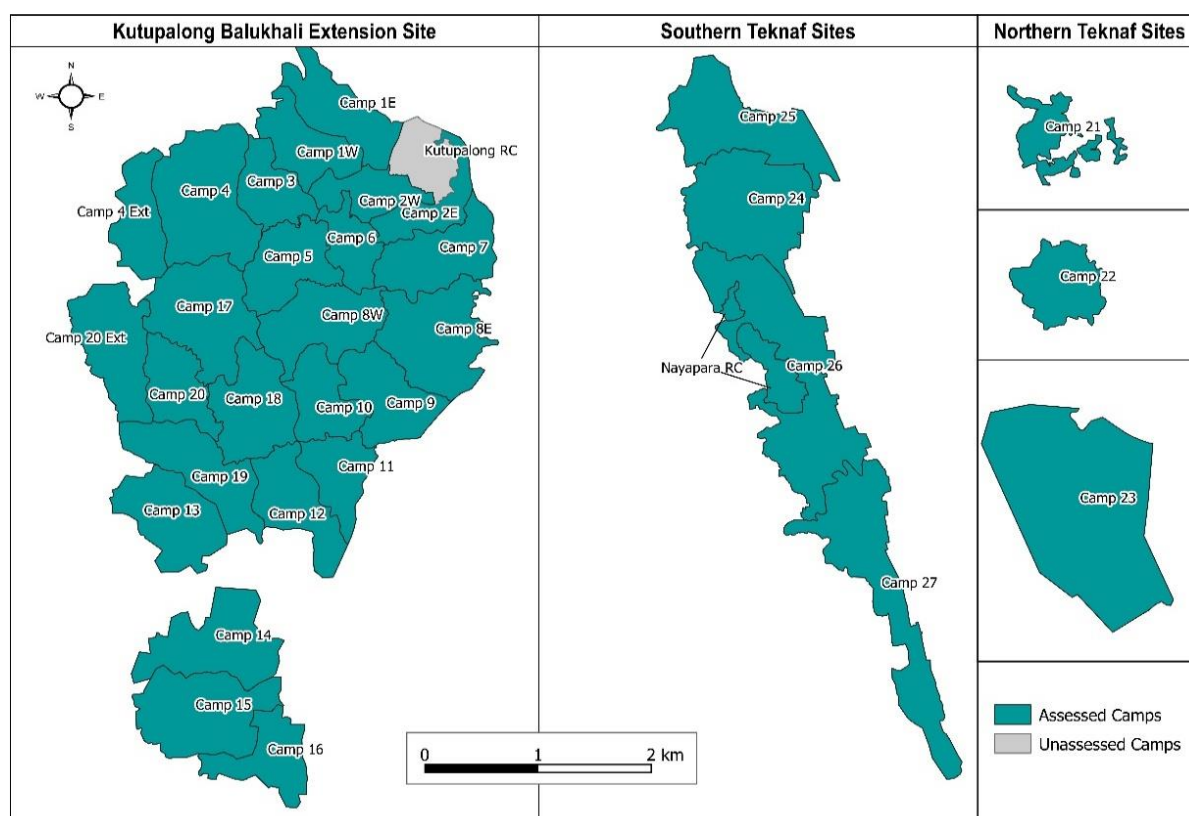 Kutupalong Balukhali Extension Site
Southern Teknaf Sites
Northern Teknaf Sites
N
W
E
S
Camp 1E
Camp 1W
Kutupalong RC
Camp 3
Camp 4
Camp 4 Ext
Camp 2W
Camp 2E
Camp 6
Camp 5
Camp 7
Camp 17
Camp 8W
Camp 8E
Camp 20 Ext
Camp 20
Camp 18
Camp 10
Camp 9
Camp 11
Camp 19
Camp 13
Camp 12
Camp 14
Camp 15
Camp 16
Camp 25
Camp 24
Nayapara RC
Camp 26
Camp 27
0 1 2 km
Camp 21
Camp 22
Camp 23
Assessed Camps
Unassessed Camps